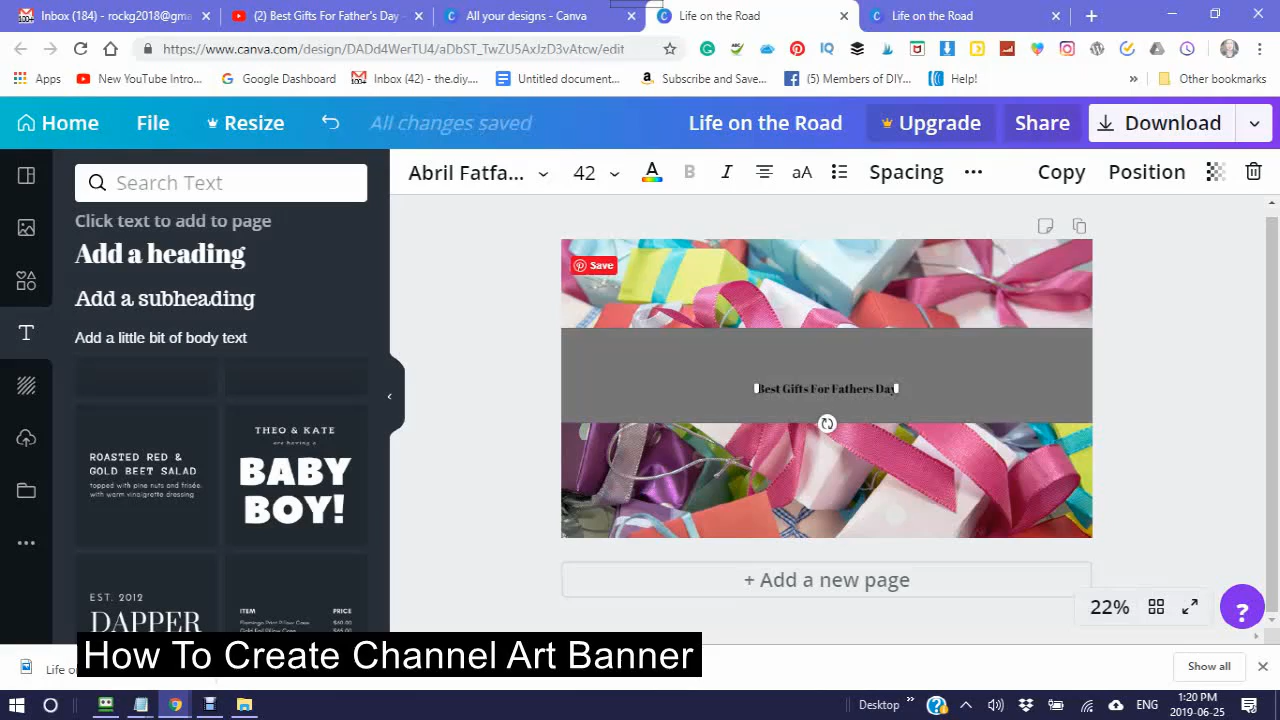 Inbox (184) - rockg2018@gma
(2) Best Gifts For Father's Day -
All your designs - Canva
Life on the Road
Life on the Road
https://www.canva.com/design/DADd4WerTU4/aDbST_TwZU5AxJzD3vAtcw/edit
Apps
New YouTube Intro...
Google Dashboard
Inbox (42) - the.diy,...
Untitled document...
Subscribe and Save...
(5) Members of DIY...
Help!
Other bookmarks
Home
File
Resize
All changes saved
Life on the Road
Upgrade
Share
Download
Search Text
Abril Fatfa...
42
A
B
I
aA
Spacing
Copy
Position
Click text to add to page
Add a heading
Add a subheading
Add a little bit of body text
T
Save
Best Gifts For Fathers Day
ROASTED RED &
GOLD BEET SALAD
topped with pine nuts and frisée,
with warm vinaigrette dressing
THEO & KATE
are having a
BABY
BOY!
+ Add a new page
EST. 2012
DAPPER
ITEM
PRICE
22%
?
How To Create Channel Art Banner
Life o
Show all
Desktop
ENG
1:20 PM
2019-06-25